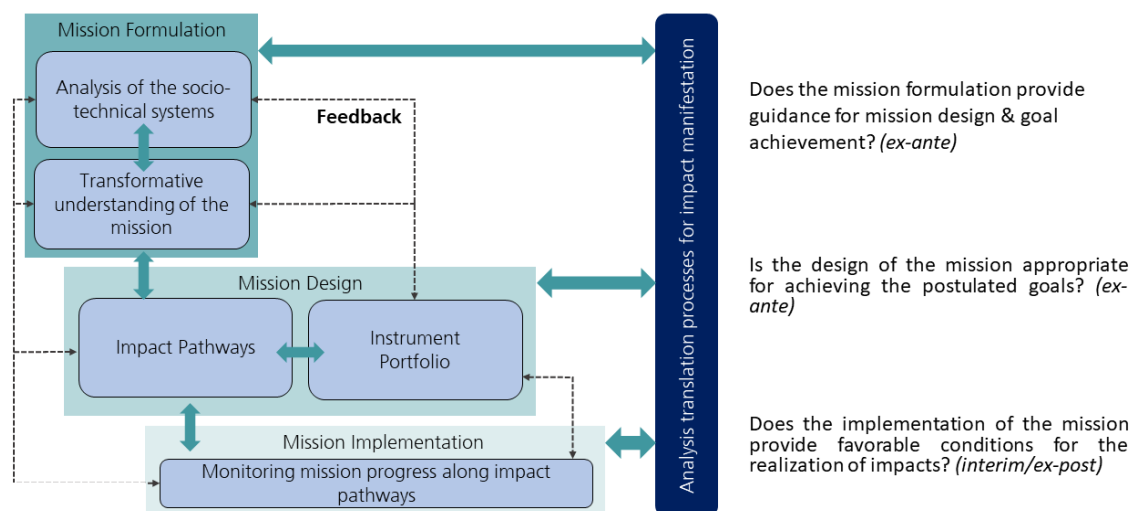 Mission Formulation
Analysis of the socio-
technical systems
Feedback
Transformative
understanding of the
mission
Mission Design
Impact Pathways
Instrument
Portfolio
Mission Implementation
Monitoring mission progress along impact
pathways
Analysis translation processes for impact manifestation
Does the mission formulation provide
guidance for mission design & goal
achievement? (ex-ante)
Is the design of the mission appropriate
for achieving the postulated goals? (ex-
ante)
Does the implementation of the mission
provide favorable conditions for the
realization of impacts? (interim/ex-post)